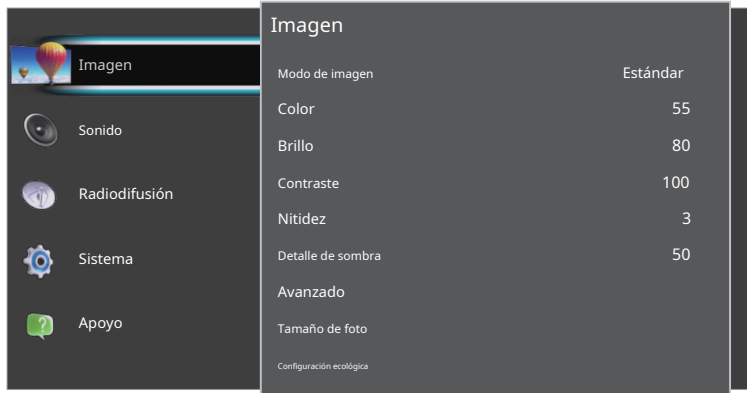 Imagen
Sonido
Radiodifusión
Sistema
Apoyo
Imagen
Modo de imagen Estándar
Color 55
Brillo 80
Contraste 100
Nitidez 3
Detalle de sombra 50
Avanzado
Tamaño de foto
Configuración ecológica